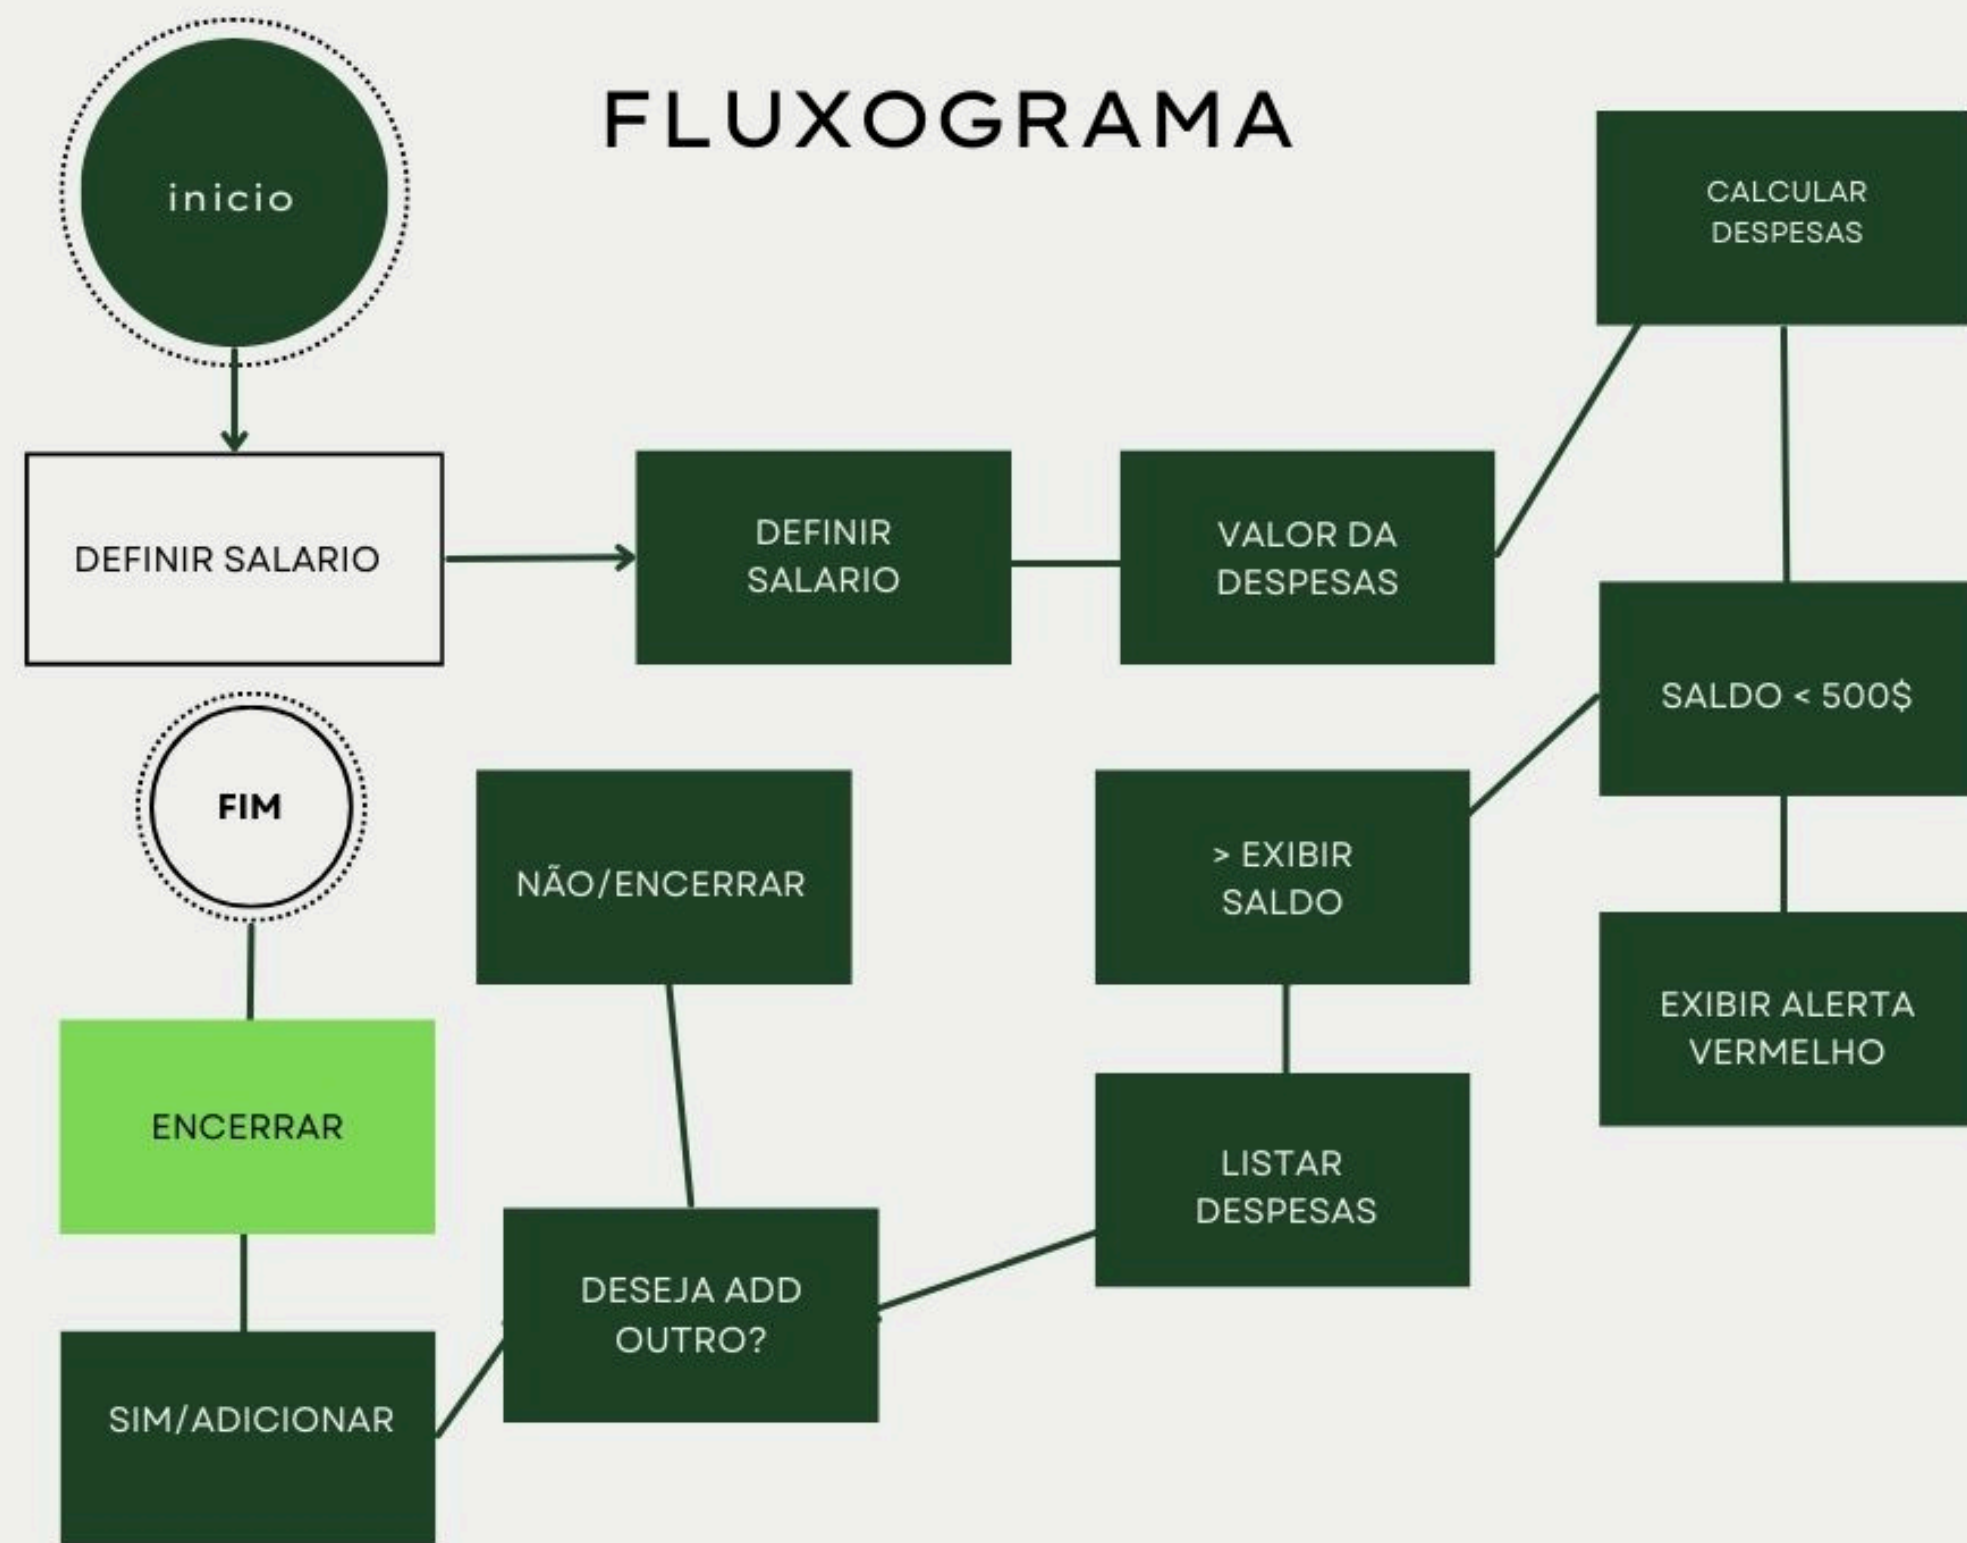 FLUXOGRAMA
inicio
CALCULAR
DESPESAS
DEFINIR SALARIO
DEFINIR
SALARIO
VALOR DA
DESPESAS
SALDO < 500$
FIM
NÃO/ENCERRAR
> EXIBIR
SALDO
EXIBIR ALERTA
VERMELHO
ENCERRAR
LISTAR
DESPESAS
DESEJA ADD
OUTRO?
SIM/ADICIONAR